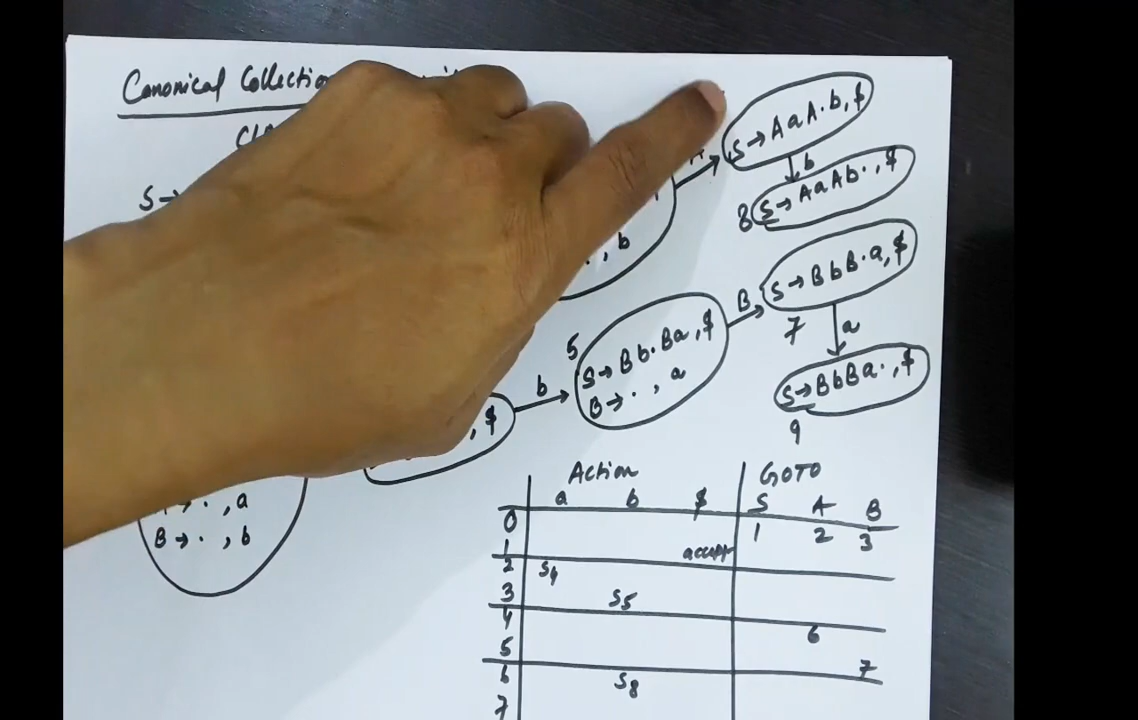 Canonical Collection
S→
S→AaA·b, $
b
8 S→AaAb·, $
, b
B
S→BbB·a, $
7
a
S→BbBa·, $
9
5
S→Bb·Ba, $
B→·, a
b
, $
→·, a
B→·, b
Action GOTO
a b $ S A B
0 1 2 3
1 accept
2 S4
3 S5
4 6
5 7
6 S8
7